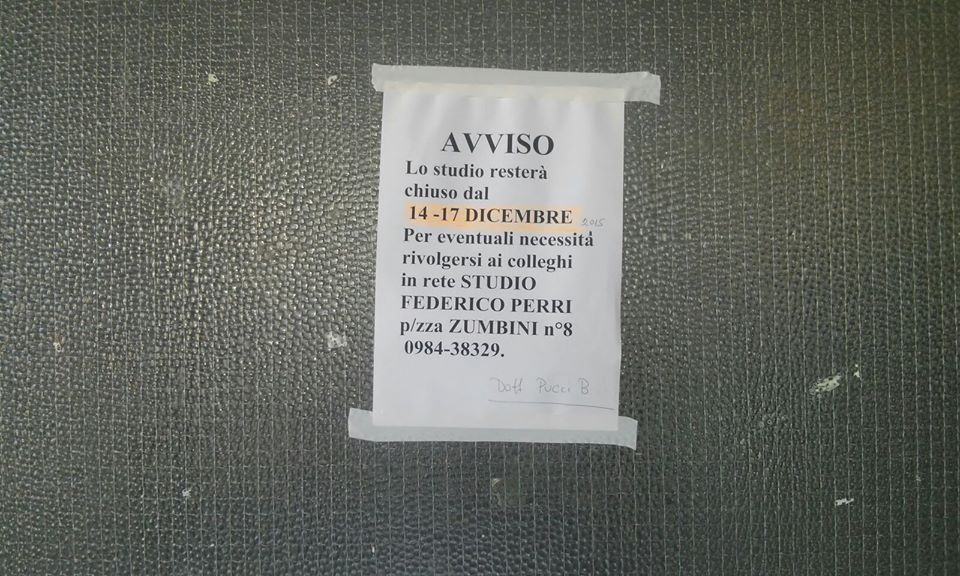 AVVISO
Lo studio resterà
chiuso dal
14 -17 DICEMBRE 2015
Per eventuali necessità
rivolgersi ai colleghi
in rete STUDIO
FEDERICO PERRI
p/zza ZUMBINI n°8
0984-38329.
Dott Pucci B